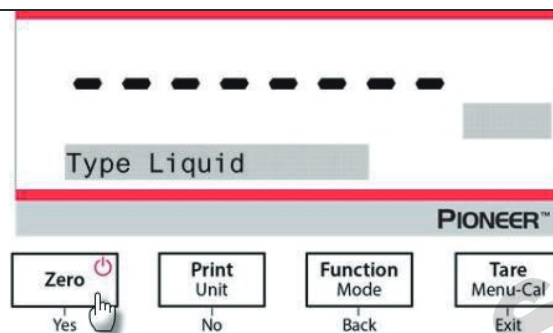 --------
Type Liquid
PIONEER™
Zero Print Function Tare
Unit Mode Menu-Cal
Yes No Back Exit